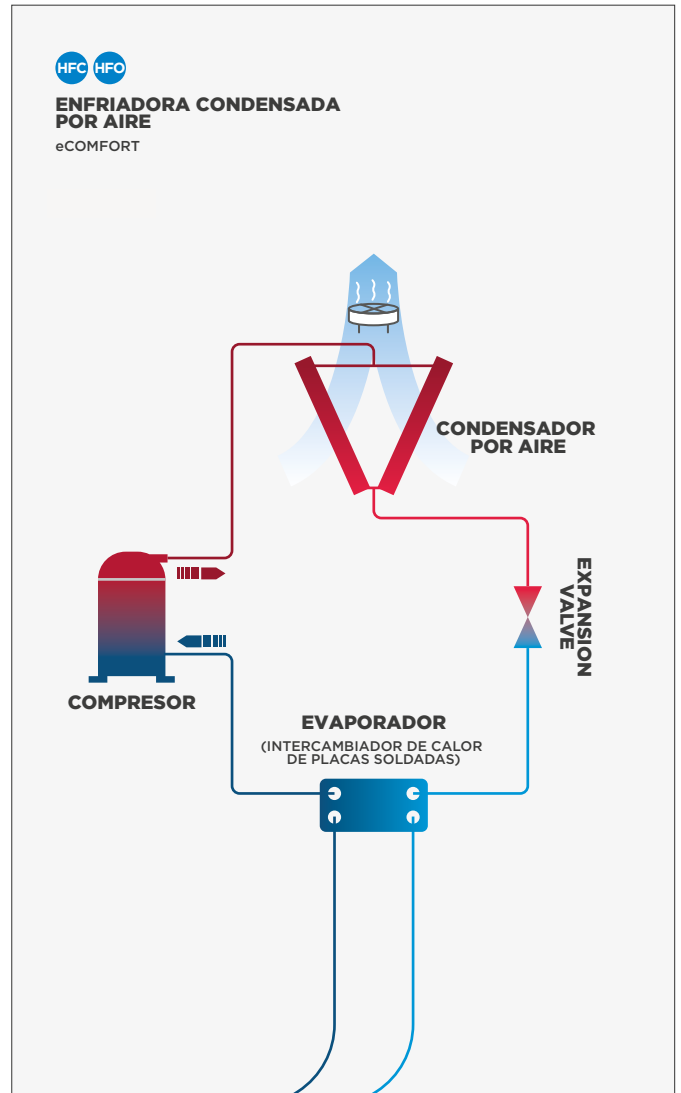 HFC HFO
ENFRIADORA CONDENSADA
POR AIRE
eCOMFORT
CONDENSADOR
POR AIRE
EXPANSION
VALVE
COMPRESOR
EVAPORADOR
(INTERCAMBIADOR DE CALOR
DE PLACAS SOLDADAS)